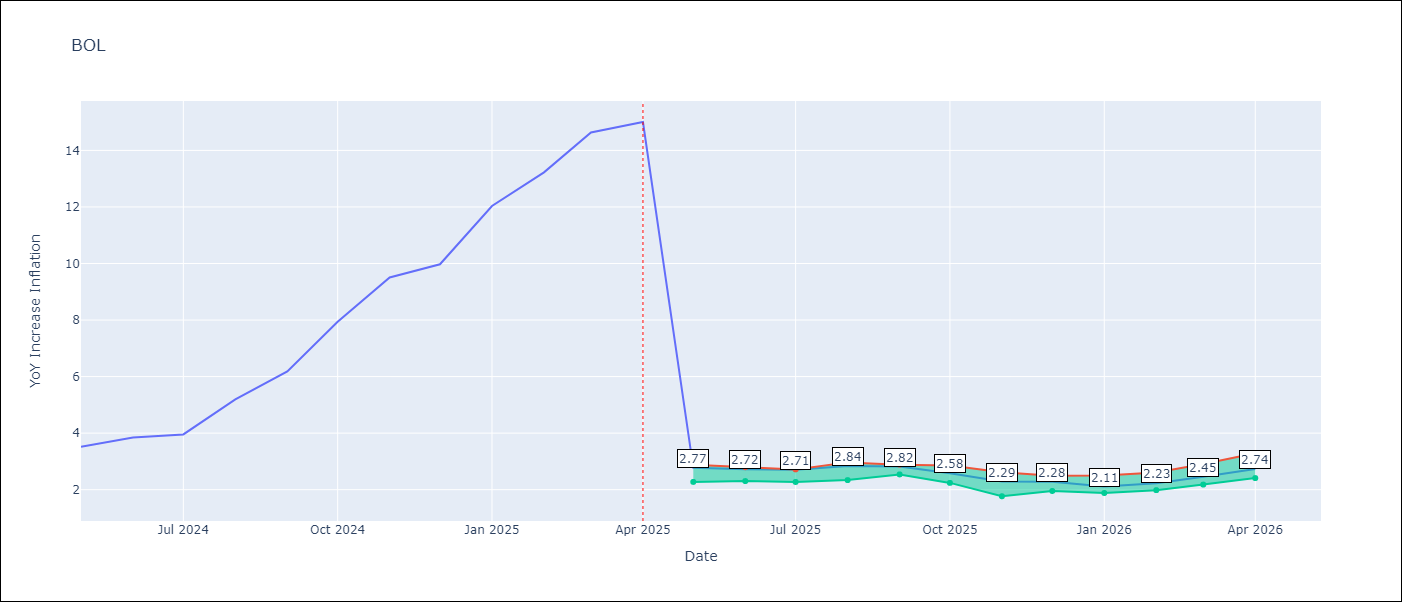 BOL
YoY Increase Inflation
14
12
10
8
6
4
2
2.77
2.72
2.71
2.84
2.82
2.58
2.29
2.28
2.11
2.23
2.45
2.74
Jul 2024
Oct 2024
Jan 2025
Apr 2025
Jul 2025
Oct 2025
Jan 2026
Apr 2026
Date